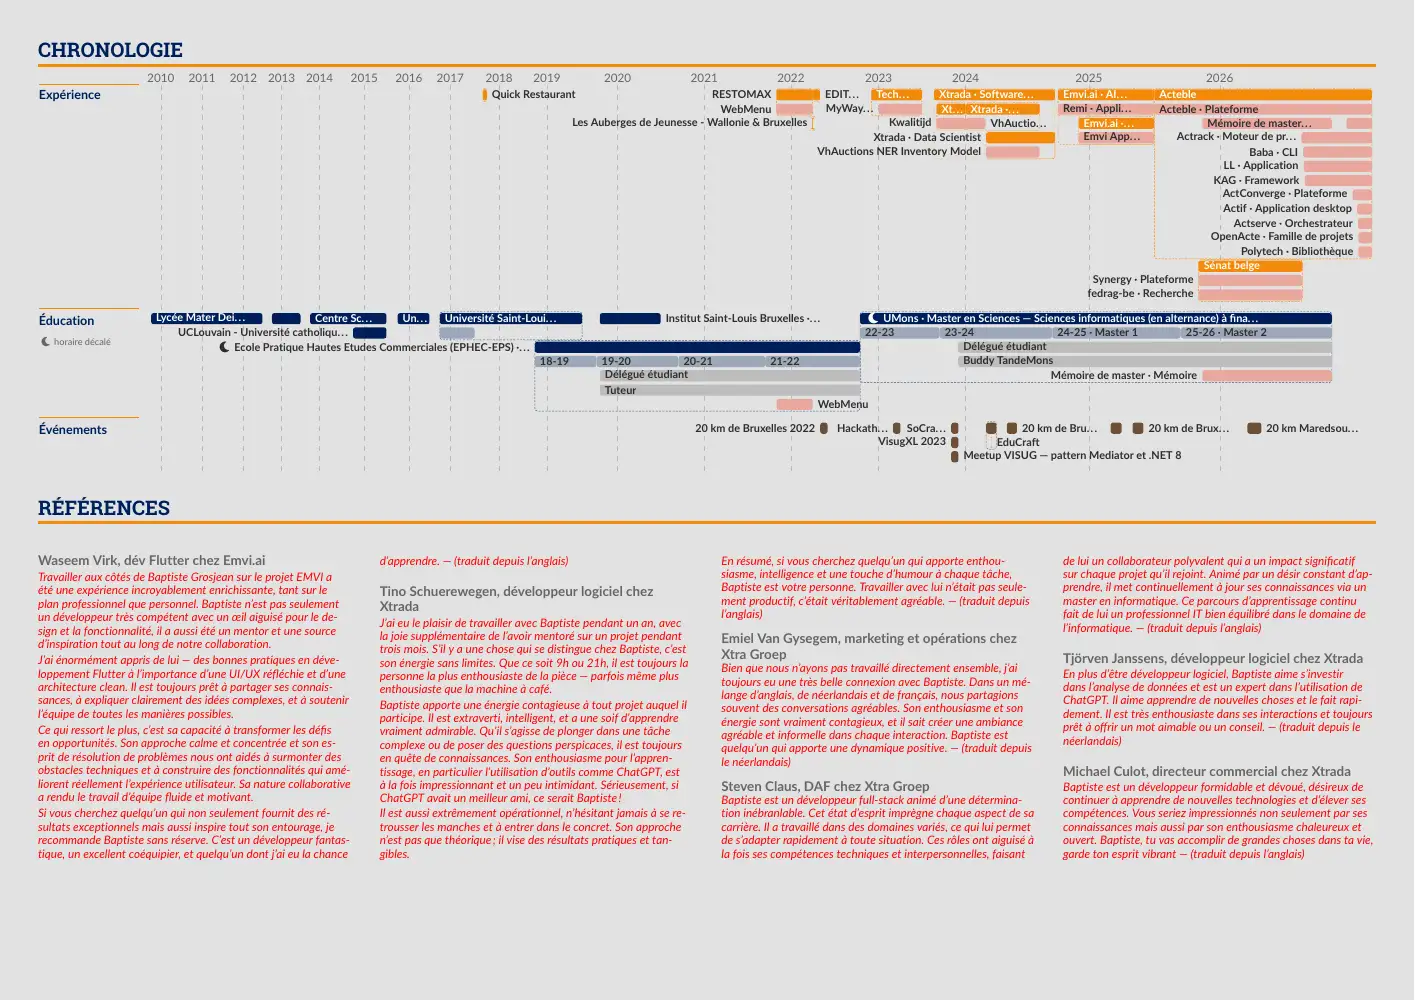 CHRONOLOGIE
2010 2011 2012 2013 2014 2015 2016 2017 2018 2019 2020 2021 2022 2023 2024 2025 2026
Expérience
Quick Restaurant
RESTOMAX
EDIT…
Tech…
Xtrada · Software…
Emvi.ai · AI…
Acteble
WebMenu
MyWay…
Xt…
Xtrada ·…
Remi · Appli…
Acteble · Plateforme
Les Auberges de Jeunesse - Wallonie & Bruxelles
Kwalitijd
VhAuctio…
Emvi.ai ·…
Mémoire de master…
Xtrada · Data Scientist
Emvi App…
Actrack · Moteur de pr…
VhAuctions NER Inventory Model
Baba · CLI
LL · Application
KAG · Framework
ActConverge · Plateforme
Actif · Application desktop
Actserve · Orchestrateur
OpenActe · Famille de projets
Polytech · Bibliothèque
Sénat belge
Synergy · Plateforme
fedrag-be · Recherche
Éducation
horaire décalé
Lycée Mater Dei…
Centre Sc…
Un…
Université Saint-Loui…
Institut Saint-Louis Bruxelles ·…
UMons · Master en Sciences — Sciences informatiques (en alternance) à fina…
UCLouvain - Université catholiqu…
22-23
23-24
24-25 · Master 1
25-26 · Master 2
Ecole Pratique Hautes Etudes Commerciales (EPHEC-EPS) ·…
Délégué étudiant
18-19
19-20
20-21
21-22
Buddy TandeMons
Délégué étudiant
Mémoire de master · Mémoire
Tuteur
WebMenu
Événements
20 km de Bruxelles 2022
Hackath…
SoCra…
20 km de Bru…
20 km de Brux…
20 km Maredsou…
VisugXL 2023
EduCraft
Meetup VISUG — pattern Mediator et .NET 8
RÉFÉRENCES
Waseem Virk, dév Flutter chez Emvi.ai
Travailler aux côtés de Baptiste Grosjean sur le projet EMVI a
été une expérience incroyablement enrichissante, tant sur le
plan professionnel que personnel. Baptiste n’est pas seulement
un développeur très compétent avec un œil aiguisé pour le de-
sign et la fonctionnalité, il a aussi été un mentor et une source
d’inspiration tout au long de notre collaboration.
J’ai énormément appris de lui — des bonnes pratiques en déve-
loppement Flutter à l’importance d’une UI/UX réfléchie et d’une
architecture clean. Il est toujours prêt à partager ses connais-
sances, à expliquer clairement des idées complexes, et à soutenir
l’équipe de toutes les manières possibles.
Ce qui ressort le plus, c’est sa capacité à transformer les défis
en opportunités. Son approche calme et concentrée et son es-
prit de résolution de problèmes nous ont aidés à surmonter des
obstacles techniques et à construire des fonctionnalités qui amé-
liorent réellement l’expérience utilisateur. Sa nature collaborative
a rendu le travail d’équipe fluide et motivant.
Si vous cherchez quelqu’un qui non seulement fournit des ré-
sultats exceptionnels mais aussi inspire tout son entourage, je
recommande Baptiste sans réserve. C’est un développeur fantas-
tique, un excellent coéquipier, et quelqu’un dont j’ai eu la chance
d’apprendre. — (traduit depuis l’anglais)
Tino Schuerewegen, développeur logiciel chez
Xtrada
J’ai eu le plaisir de travailler avec Baptiste pendant un an, avec
la joie supplémentaire de l’avoir mentoré sur un projet pendant
trois mois. S’il y a une chose qui se distingue chez Baptiste, c’est
son énergie sans limites. Que ce soit 9h ou 21h, il est toujours la
personne la plus enthousiaste de la pièce — parfois même plus
enthousiaste que la machine à café.
Baptiste apporte une énergie contagieuse à tout projet auquel il
participe. Il est extraverti, intelligent, et a une soif d’apprendre
vraiment admirable. Qu’il s’agisse de plonger dans une tâche
complexe ou de poser des questions perspicaces, il est toujours
en quête de connaissances. Son enthousiasme pour l’appren-
tissage, en particulier l’utilisation d’outils comme ChatGPT, est
à la fois impressionnant et un peu intimidant. Sérieusement, si
ChatGPT avait un meilleur ami, ce serait Baptiste !
Il est aussi extrêmement opérationnel, n’hésitant jamais à se re-
trousser les manches et à entrer dans le concret. Son approche
n’est pas que théorique ; il vise des résultats pratiques et tan-
gibles.
En résumé, si vous cherchez quelqu’un qui apporte enthou-
siasme, intelligence et une touche d’humour à chaque tâche,
Baptiste est votre personne. Travailler avec lui n’était pas seule-
ment productif, c’était véritablement agréable. — (traduit depuis
l’anglais)
Emiel Van Gysegem, marketing et opérations chez
Xtra Groep
Bien que nous n’ayons pas travaillé directement ensemble, j’ai
toujours eu une très belle connexion avec Baptiste. Dans un mé-
lange d’anglais, de néerlandais et de français, nous partagions
souvent des conversations agréables. Son enthousiasme et son
énergie sont vraiment contagieux, et il sait créer une ambiance
agréable et informelle dans chaque interaction. Baptiste est
quelqu’un qui apporte une dynamique positive. — (traduit depuis
le néerlandais)
Steven Claus, DAF chez Xtra Groep
Baptiste est un développeur full-stack animé d’une détermina-
tion inébranlable. Cet état d’esprit imprègne chaque aspect de sa
carrière. Il a travaillé dans des domaines variés, ce qui lui permet
de s’adapter rapidement à toute situation. Ces rôles ont aiguisé à
la fois ses compétences techniques et interpersonnelles, faisant
de lui un collaborateur polyvalent qui a un impact significatif
sur chaque projet qu’il rejoint. Animé par un désir constant d’ap-
prendre, il met continuellement à jour ses connaissances via un
master en informatique. Ce parcours d’apprentissage continu
fait de lui un professionnel IT bien équilibré dans le domaine de
l’informatique. — (traduit depuis l’anglais)
Tjörven Janssens, développeur logiciel chez Xtrada
En plus d’être développeur logiciel, Baptiste aime s’investir
dans l’analyse de données et est un expert dans l’utilisation de
ChatGPT. Il aime apprendre de nouvelles choses et le fait rapi-
dement. Il est très enthousiaste dans ses interactions et toujours
prêt à offrir un mot aimable ou un conseil. — (traduit depuis le
néerlandais)
Michael Culot, directeur commercial chez Xtrada
Baptiste est un développeur formidable et dévoué, désireux de
continuer à apprendre de nouvelles technologies et d’élever ses
compétences. Vous seriez impressionnés non seulement par ses
connaissances mais aussi par son enthousiasme chaleureux et
ouvert. Baptiste, tu vas accomplir de grandes choses dans ta vie,
garde ton esprit vibrant — (traduit depuis l’anglais)